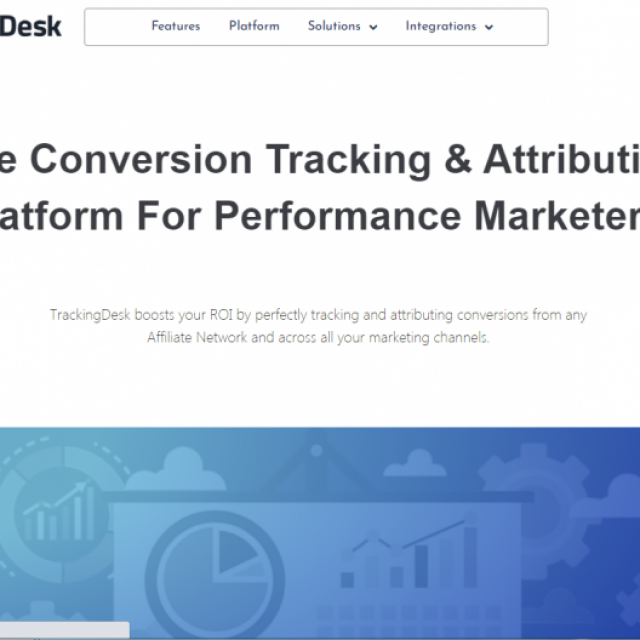 Desk
Features Platform Solutions Integrations
e Conversion Tracking & Attributi
atform For Performance Marketer
TrackingDesk boosts your ROI by perfectly tracking and attributing conversions from any
Affiliate Network and across all your marketing channels.